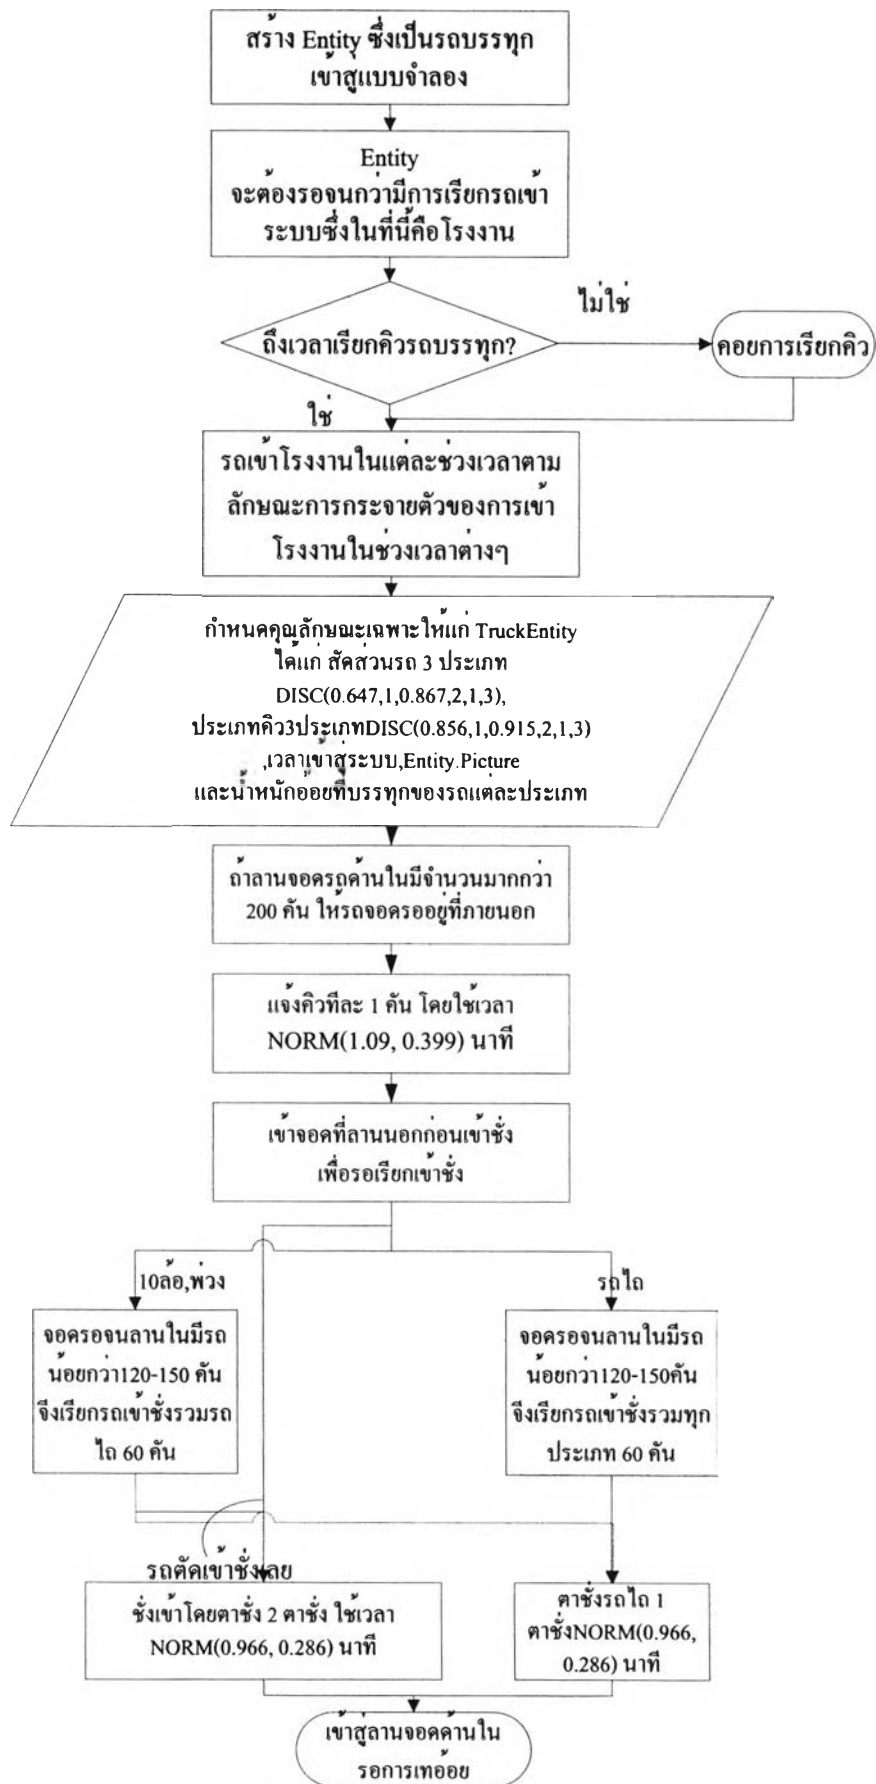 สร้าง Entity ซึ่งเป็นรถบรรทุก
เข้าสู่แบบจำลอง
Entity
จะต้องรอจนกว่ามีการเรียกรถเข้า
ระบบซึ่งในที่นี้คือโรงงาน
ถึงเวลาเรียกคิวรถบรรทุก?
ไม่ใช่
คอยการเรียกคิว
ใช่
รถเข้าโรงงานในแต่ละช่วงเวลาตาม
ลักษณะการกระจายตัวของการเข้า
โรงงานในช่วงเวลาต่างๆ
กำหนดคุณลักษณะเฉพาะให้แก่ TruckEntity
ได้แก่ สัดส่วนรถ 3 ประเภท
DISC(0.647,1,0.867,2,1,3),
ประเภทคิว3ประเภทDISC(0.856,1,0.915,2,1,3)
,เวลาเข้าสู่ระบบ,Entity.Picture
และน้ำหนักอ้อยที่บรรทุกของรถแต่ละประเภท
ถ้าลานจอดรถด้านในมีจำนวนมากกว่า
200 คัน ให้รถจอดรออยู่ที่ภายนอก
แจ้งคิวทีละ 1 คัน โดยใช้เวลา
NORM(1.09, 0.399) นาที
เข้าจอดที่ลานนอกก่อนเข้าชั่ง
เพื่อรอเรียกเข้าชั่ง
10ล้อ,พ่วง
รถไถ
จอดรอจนลานในมีรถ
น้อยกว่า120-150 คัน
จึงเรียกรถเข้าชั่งรวมรถ
ไถ 60 คัน
จอดรอจนลานในมีรถ
น้อยกว่า120-150คัน
จึงเรียกรถเข้าชั่งรวมทุก
ประเภท 60 คัน
รถตัดเข้าชั่งเลย
ชั่งเข้าโดยตาชั่ง 2 ตาชั่ง ใช้เวลา
NORM(0.966, 0.286) นาที
ตาชั่งรถไถ 1
ตาชั่งNORM(0.966,
0.286) นาที
เข้าสู่ลานจอดด้านใน
รอการเทอ้อย